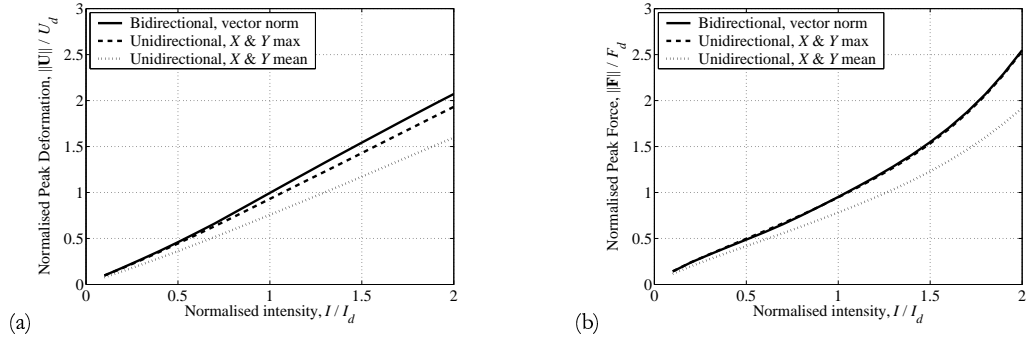 3
2.5
2
1.5
1
0.5
0
0
0.5
1
1.5
2
Normalised Peak Deformation, ||U|| / U_d
Normalised intensity, I / I_d
Bidirectional, vector norm
Unidirectional, X & Y max
Unidirectional, X & Y mean
(a)
3
2.5
2
1.5
1
0.5
0
0
0.5
1
1.5
2
Normalised Peak Force, ||F|| / F_d
Normalised intensity, I / I_d
Bidirectional, vector norm
Unidirectional, X & Y max
Unidirectional, X & Y mean
(b)